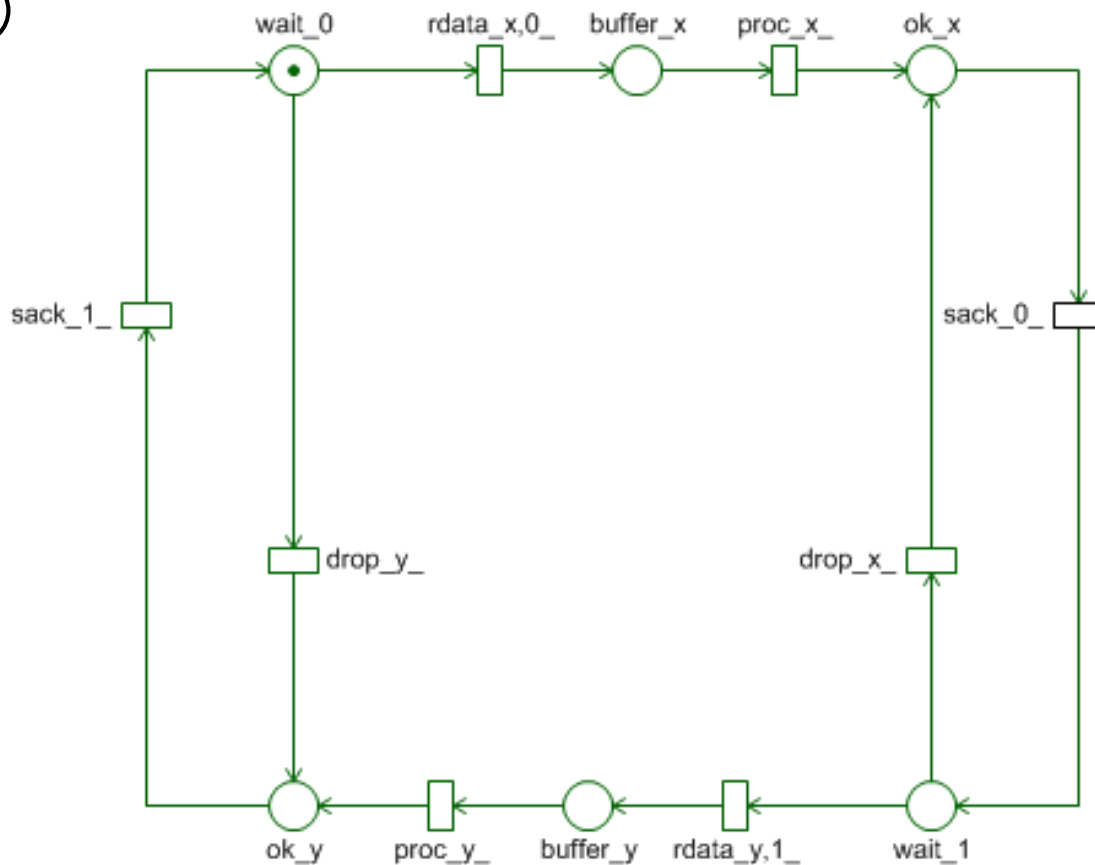 )
wait_0
rdata_x,0_
buffer_x
proc_x_
ok_x
sack_1_
sack_0_
drop_y_
drop_x_
ok_y
proc_y_
buffer_y
rdata_y,1_
wait_1